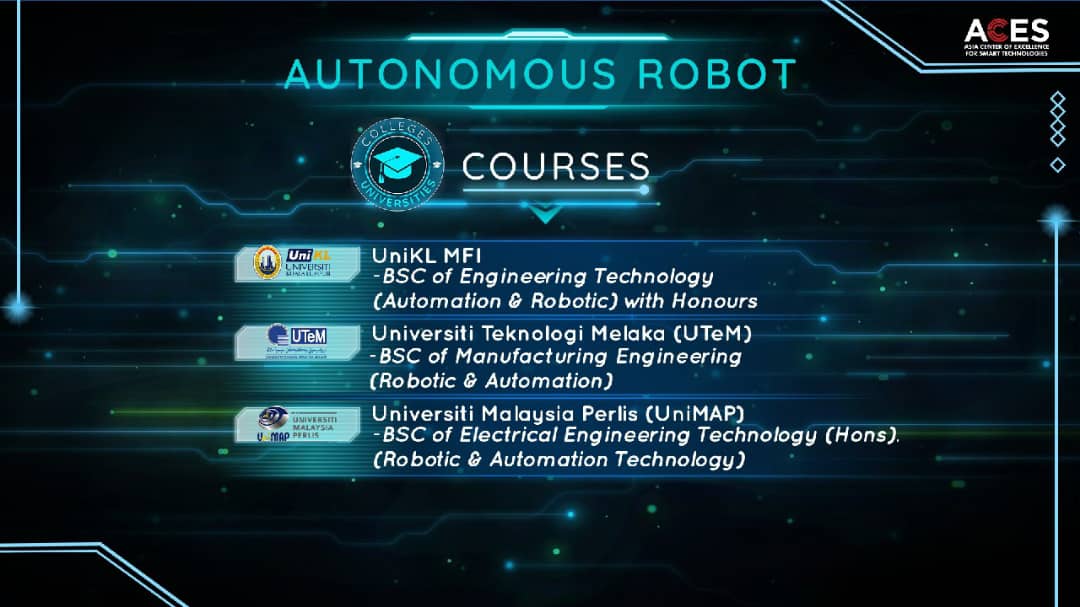 ACES
ASIA CENTER OF EXCELLENCE
FOR SMART TECHNOLOGIES
AUTONOMOUS ROBOT
COLLEGES
UNIVERSITIES
COURSES
UniKL
UNIVERSITI
UniKL MFI
-BSC of Engineering Technology
(Automation & Robotic) with Honours
UTeM
Universiti Teknologi Melaka (UTeM)
-BSC of Manufacturing Engineering
(Robotic & Automation)
UniMAP
UNIVERSITI
MALAYSIA
PERLIS
Universiti Malaysia Perlis (UniMAP)
-BSC of Electrical Engineering Technology (Hons).
(Robotic & Automation Technology)